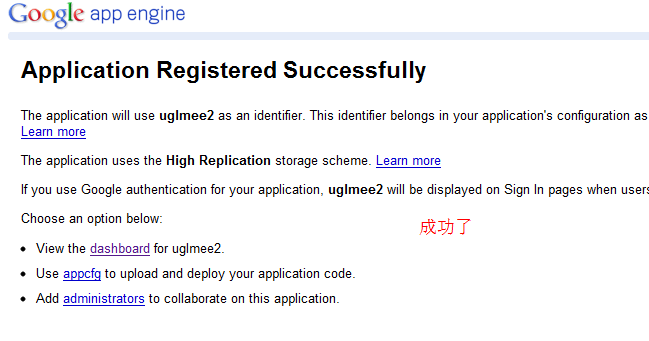 Google app engine
Application Registered Successfully
The application will use uglmee2 as an identifier. This identifier belongs in your application's configuration as
Learn more
The application uses the High Replication storage scheme. Learn more
If you use Google authentication for your application, uglmee2 will be displayed on Sign In pages when users
Choose an option below:
成功了
View the dashboard for uglmee2.
Use appcfg to upload and deploy your application code.
Add administrators to collaborate on this application.